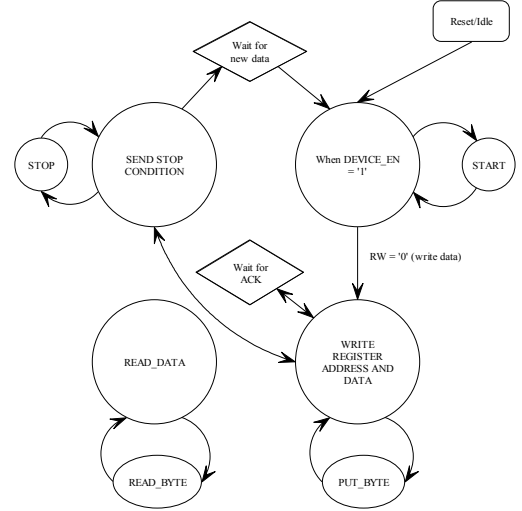 Reset/Idle
Wait for
new data
STOP
SEND STOP
CONDITION
When DEVICE_EN
= '1'
START
RW = '0' (write data)
Wait for
ACK
READ_DATA
WRITE
REGISTER
ADDRESS AND
DATA
READ_BYTE
PUT_BYTE